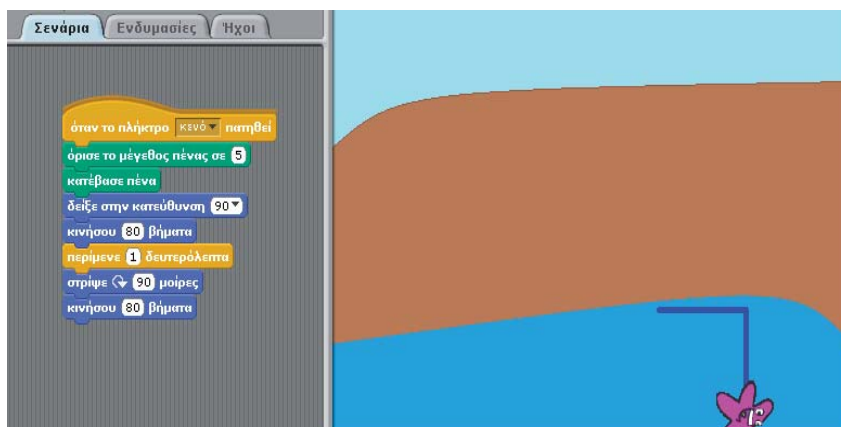 Σενάρια Ενδυμασίες Ήχοι
όταν το πλήκτρο κενό πατηθεί
όρισε το μέγεθος πένας σε 5
κατέβασε πένα
δείξε στην κατεύθυνση 90
κινήσου 80 βήματα
περίμενε 1 δευτερόλεπτα
στρίψε 90 μοίρες
κινήσου 80 βήματα